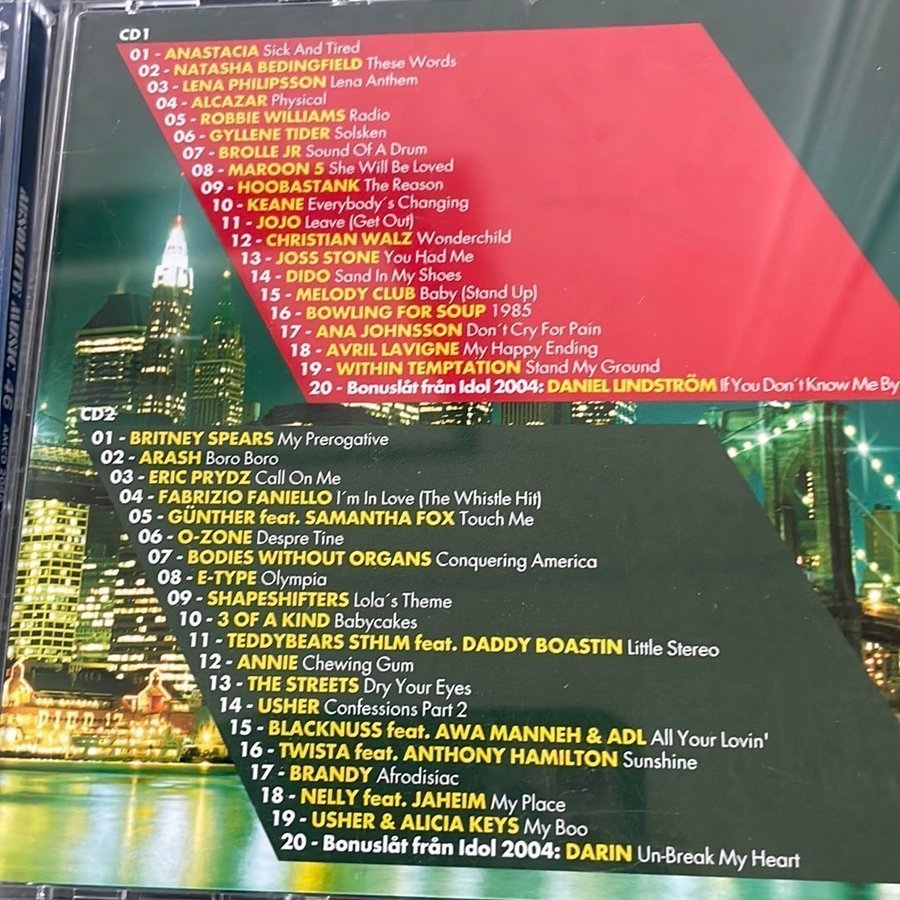 CD1
01 - ANASTACIA Sick And Tired
02 - NATASHA BEDINGFIELD These Words
03 - LENA PHILIPSSON Lena Anthem
04 - ALCAZAR Physical
05 - ROBBIE WILLIAMS Radio
06 - GYLLENE TIDER Solsken
07 - BROLLE JR Sound Of A Drum
08 - MAROON 5 She Will Be Loved
09 - HOOBASTANK The Reason
10 - KEANE Everybody´s Changing
11 - JOJO Leave (Get Out)
12 - CHRISTIAN WALZ Wonderchild
13 - JOSS STONE You Had Me
14 - DIDO Sand In My Shoes
15 - MELODY CLUB Baby (Stand Up)
16 - BOWLING FOR SOUP 1985
17 - ANA JOHNSSON Don´t Cry For Pain
18 - AVRIL LAVIGNE My Happy Ending
19 - WITHIN TEMPTATION Stand My Ground
20 - Bonuslåt från Idol 2004: DANIEL LINDSTRÖM If You Don´t Know Me By
CD2
01 - BRITNEY SPEARS My Prerogative
02 - ARASH Boro Boro
03 - ERIC PRYDZ Call On Me
04 - FABRIZIO FANIELLO I´m In Love (The Whistle Hit)
05 - GÜNTHER feat. SAMANTHA FOX Touch Me
06 - O-ZONE Despre Tine
07 - BODIES WITHOUT ORGANS Conquering America
08 - E-TYPE Olympia
09 - SHAPESHIFTERS Lola´s Theme
10 - 3 OF A KIND Babycakes
11 - TEDDYBEARS STHLM feat. DADDY BOASTIN Little Stereo
12 - ANNIE Chewing Gum
13 - THE STREETS Dry Your Eyes
14 - USHER Confessions Part 2
15 - BLACKNUSS feat. AWA MANNEH & ADL All Your Lovin'
16 - TWISTA feat. ANTHONY HAMILTON Sunshine
17 - BRANDY Afrodisiac
18 - NELLY feat. JAHEIM My Place
19 - USHER & ALICIA KEYS My Boo
20 - Bonuslåt från Idol 2004: DARIN Un-Break My Heart
ABSOLUTE MUSIC 46